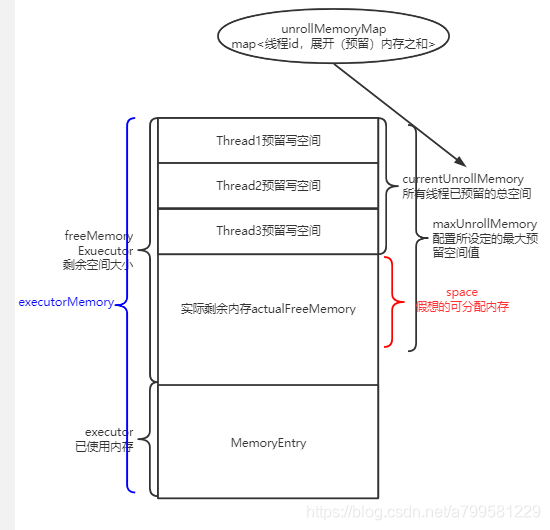 unrollMemoryMap
map<线程id，展开（预留）内存之和>
Thread1预留写空间
Thread2预留写空间
Thread3预留写空间
currentUnrollMemory
所有线程已预留的总空间
maxUnrollMemory
配置所设定的最大预
留空间值
freeMemory
Exuecutor
剩余空间大小
executorMemory
实际剩余内存actualFreeMemory
space
假想的可分配内存
executor
已使用内存
MemoryEntry
https://blog.csdn.net/a799581229